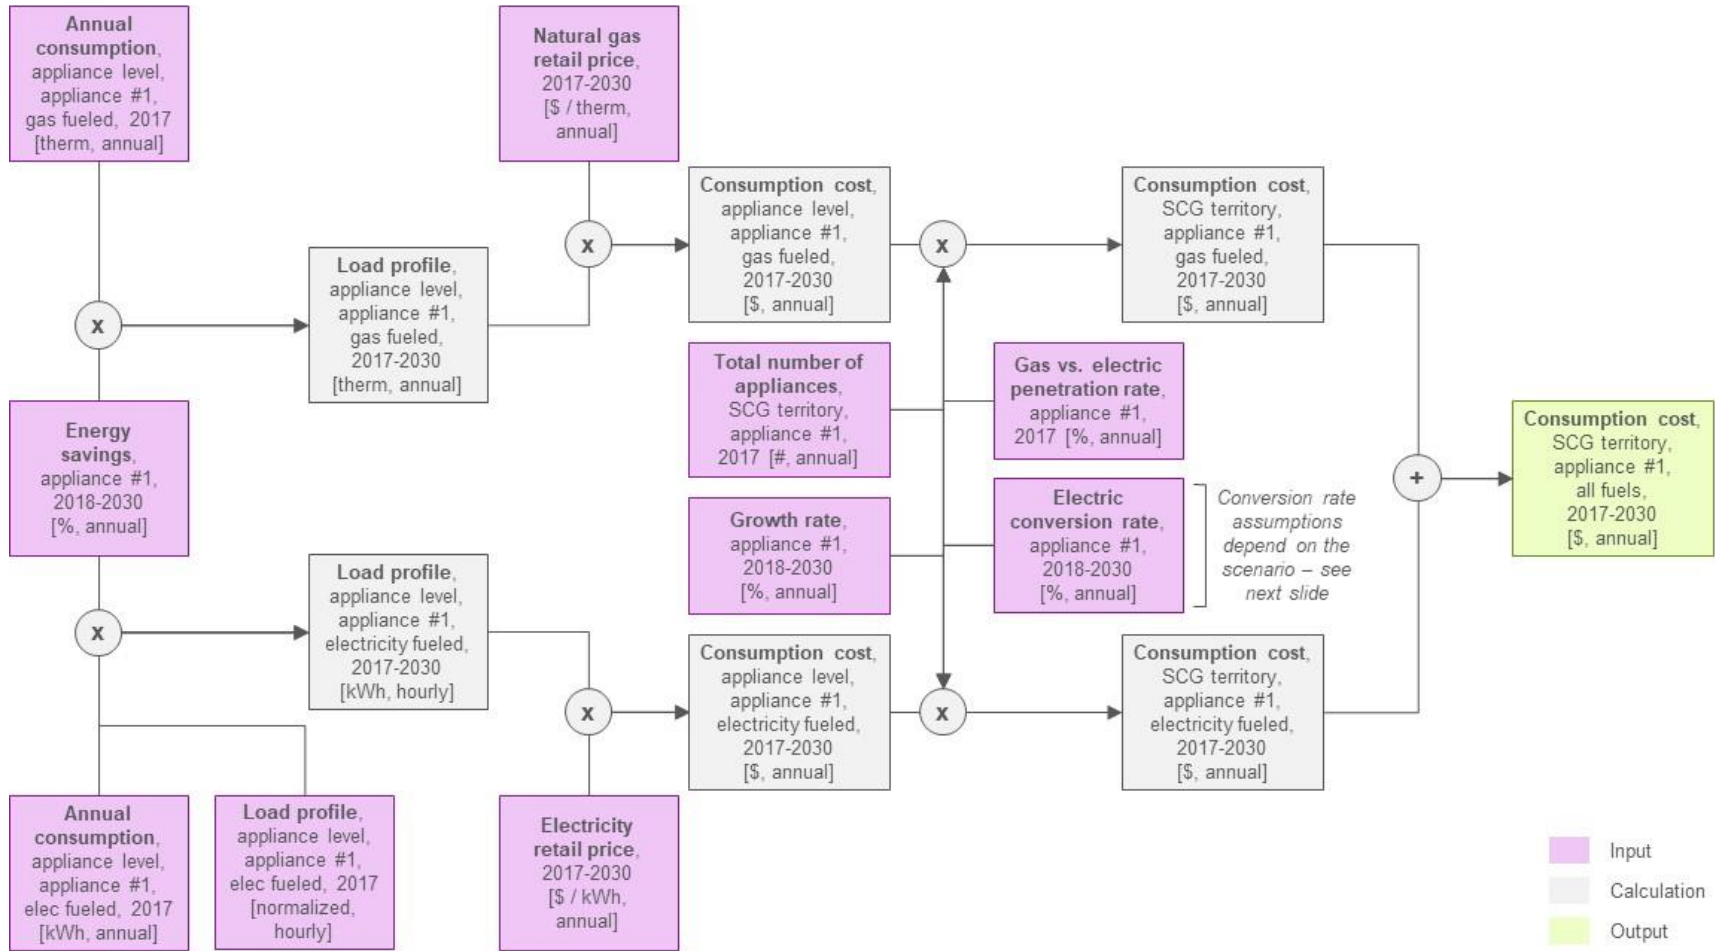 Annual
consumption,
appliance level,
appliance #1,
gas fueled, 2017
[therm, annual]
Natural gas
retail price,
2017-2030
[$ / therm,
annual]
x
Load profile,
appliance level,
appliance #1,
gas fueled,
2017-2030
[therm, annual]
x
Consumption cost,
appliance level,
appliance #1,
gas fueled,
2017-2030
[$, annual]
x
Consumption cost,
SCG territory,
appliance #1,
gas fueled,
2017-2030
[$, annual]
Energy
savings,
appliance #1,
2018-2030
[%, annual]
Total number of
appliances,
SCG territory,
appliance #1,
2017 [#, annual]
Gas vs. electric
penetration rate,
appliance #1,
2017 [%, annual]
Growth rate,
appliance #1,
2018-2030
[%, annual]
Electric
conversion rate,
appliance #1,
2018-2030
[%, annual]
Conversion rate
assumptions
depend on the
scenario – see
next slide
+
Consumption cost,
SCG territory,
appliance #1,
all fuels,
2017-2030
[$, annual]
x
Load profile,
appliance level,
appliance #1,
electricity fueled,
2017-2030
[kWh, hourly]
x
Consumption cost,
appliance level,
appliance #1,
electricity fueled,
2017-2030
[$, annual]
x
Consumption cost,
SCG territory,
appliance #1,
electricity fueled,
2017-2030
[$, annual]
Annual
consumption,
appliance level,
appliance #1,
elec fueled, 2017
[kWh, annual]
Load profile,
appliance level,
appliance #1,
elec fueled, 2017
[normalized,
hourly]
Electricity
retail price,
2017-2030
[$ / kWh,
annual]
Input
Calculation
Output